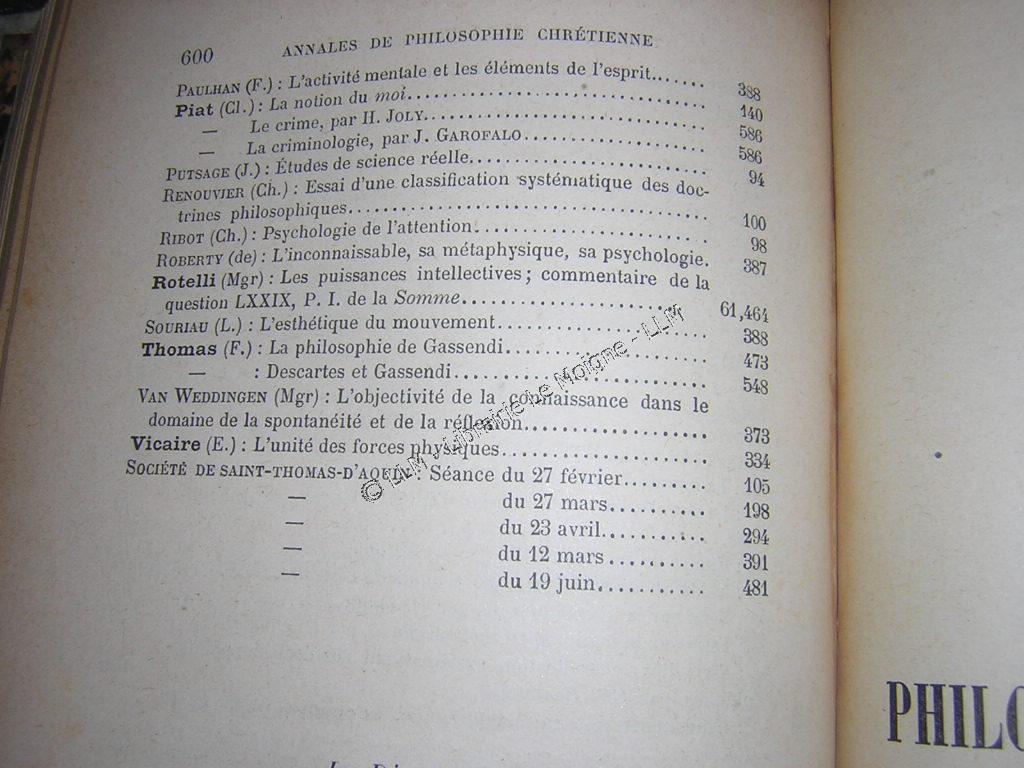 600 ANNALES DE PHILOSOPHIE CHRÉTIENNE
PAULHAN (F.) : L'activité mentale et les éléments de l'esprit...... 388
Piat (Cl.) : La notion du moi.............................. 140
— Le crime, par H. JOLY.............................. 586
— La criminologie, par J. GAROFALO.................... 586
PUTSAGE (J.) : Études de science réelle......................... 94
RENOUVIER (Ch.) : Essai d'une classification systématique des doc-
trines philosophiques.................................... 100
RIBOT (Ch.) : Psychologie de l'attention......................... 98
ROBERTY (de) : L'inconnaissable, sa métaphysique, sa psychologie. 387
Rotelli (Mgr) : Les puissances intellectives ; commentaire de la
question LXXIX, P. I. de la Somme....................... 61,464
SOURIAU (L.) : L'esthétique du mouvement....................... 388
Thomas (F.) : La philosophie de Gassendi....................... 473
— : Descartes et Gassendi........................... 548
VAN WEDDINGEN (Mgr) : L'objectivité de la connaissance dans le
domaine de la spontanéité et de la réflexion.................. 373
Vicaire (E.) : L'unité des forces physiques...................... 334
SOCIÉTÉ DE SAINT-THOMAS-D'AQUIN : Séance du 27 février......... 105
— du 27 mars.......... 198
— du 23 avril........... 294
— du 12 mars .......... 391
— du 19 juin............ 481
© LLM Librairie Le Moigne - LLM
PHILO